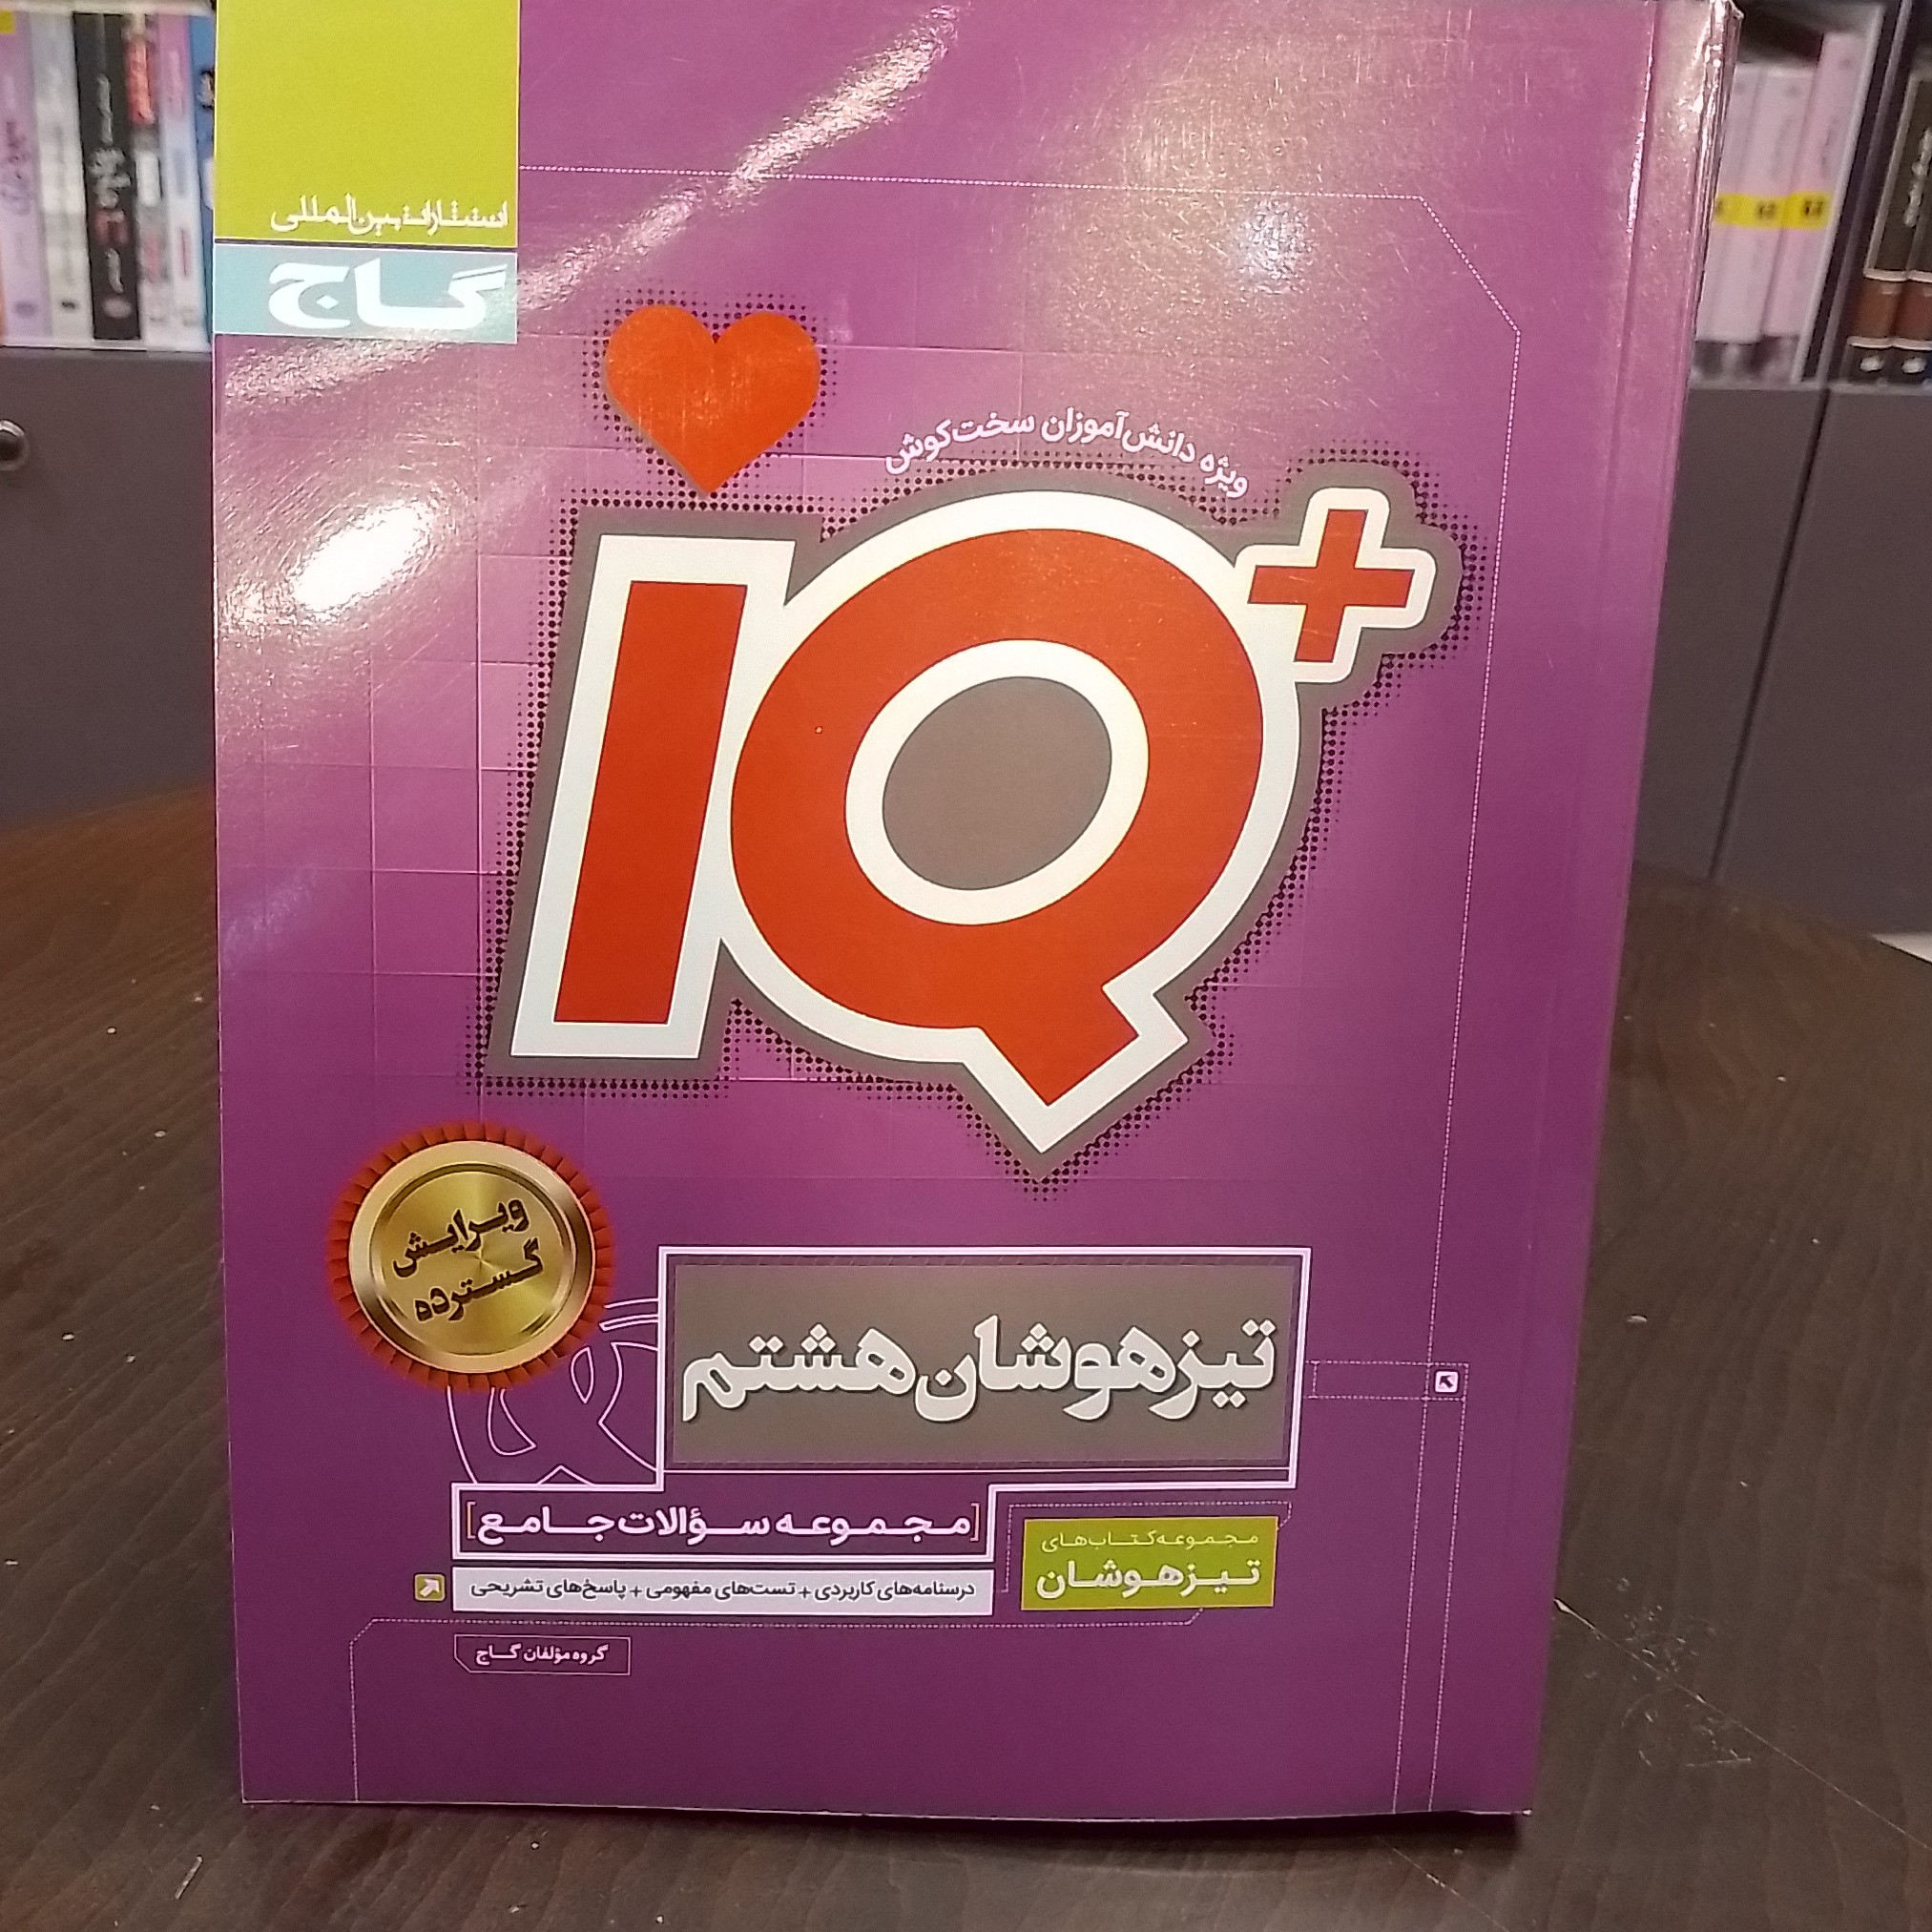 انتشارات بین‌المللی
گاج
ویژه دانش‌آموزان سخت‌کوش
IQ+
ویرایش
گسترده
تیزهوشان هشتم
[مجموعه سؤالات جامع]
درسنامه‌های کاربردی + تست‌های مفهومی + پاسخ‌های تشریحی
مجموعه کتاب‌های
تیزهوشان
گروه مؤلفان گاج